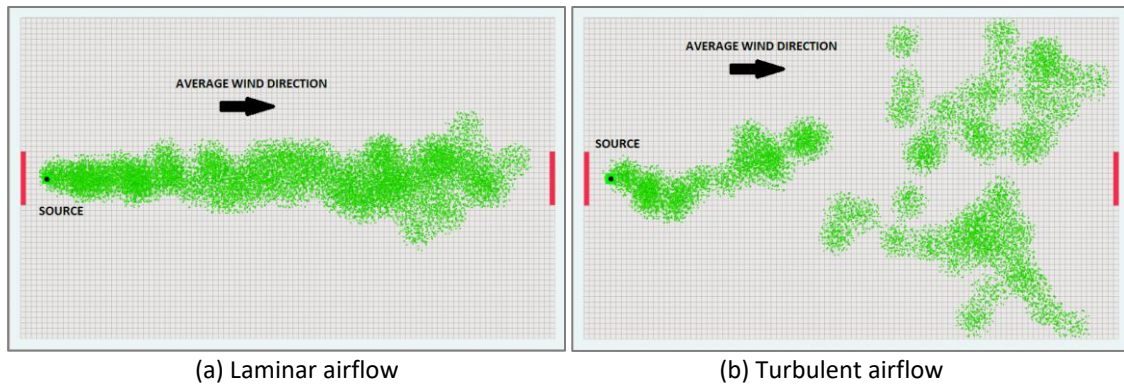 AVERAGE WIND DIRECTION
SOURCE
AVERAGE WIND DIRECTION
SOURCE
(a) Laminar airflow
(b) Turbulent airflow